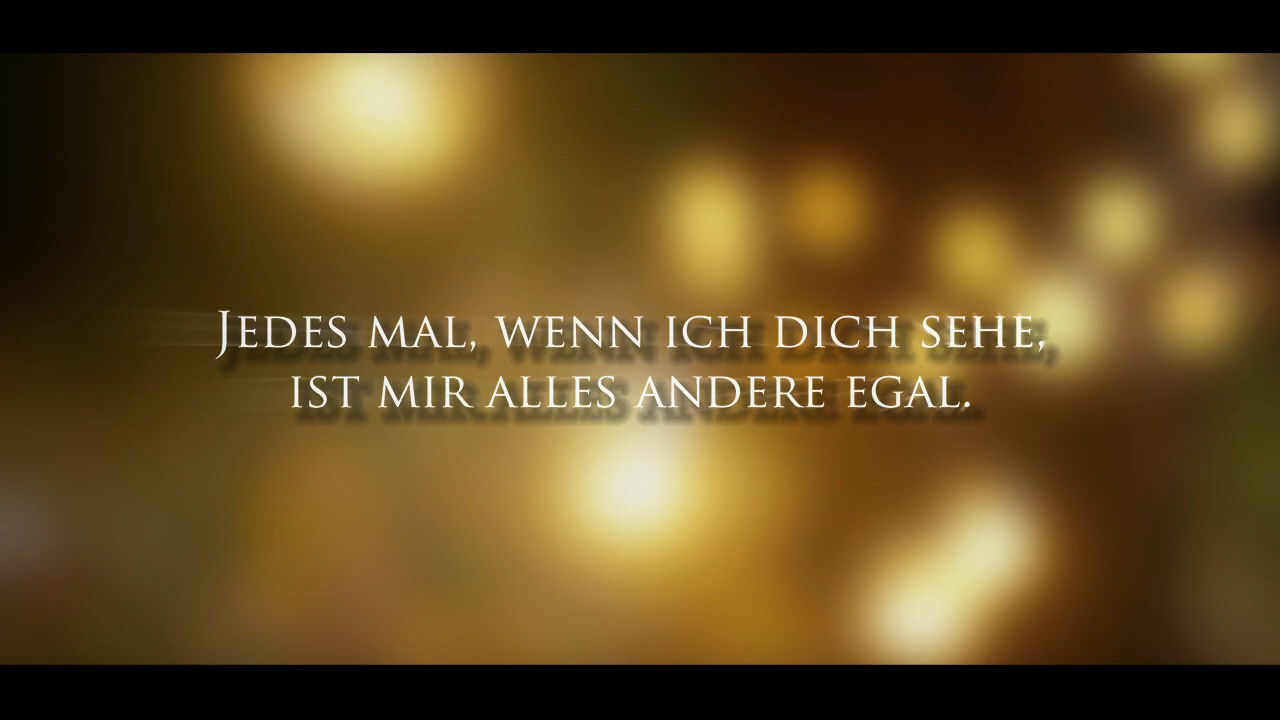 Jedes mal, wenn ich dich sehe,
ist mir alles andere egal.